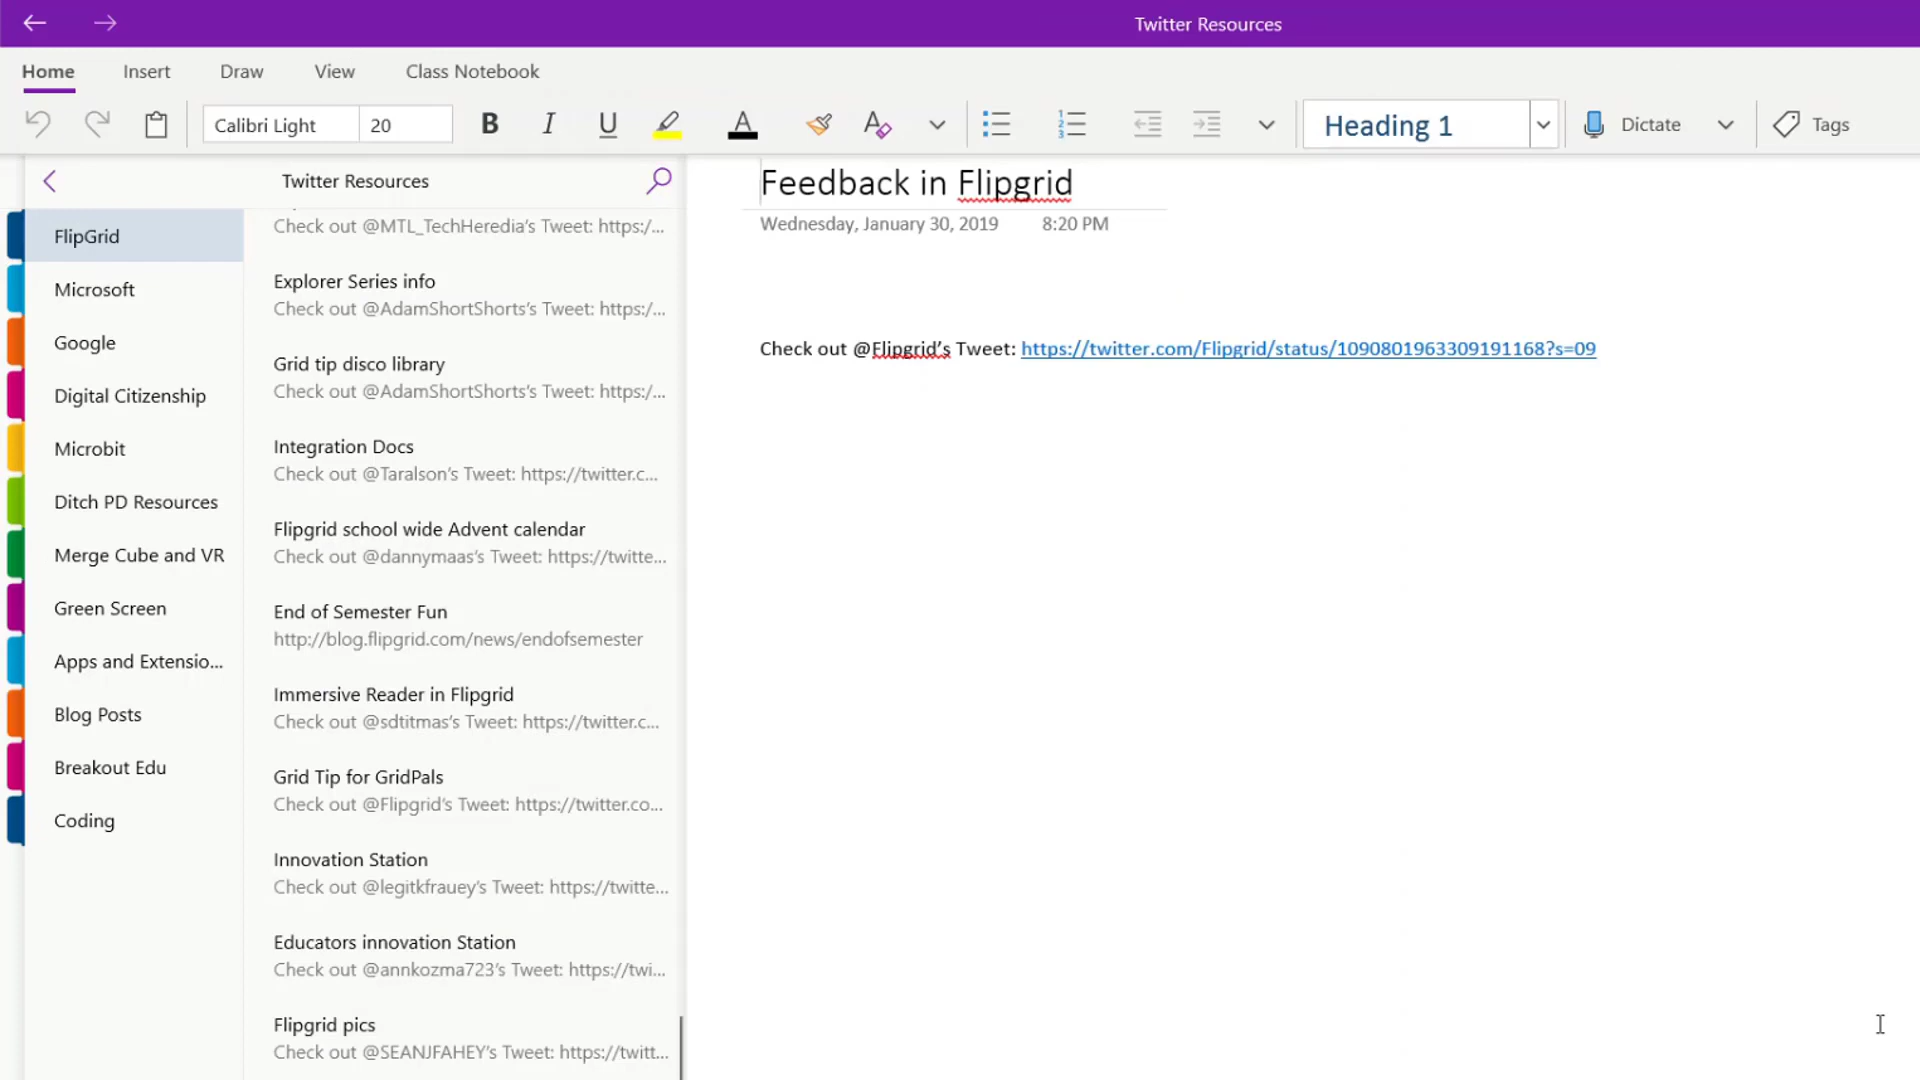 Twitter Resources
Home Insert Draw View Class Notebook
Calibri Light 20 B I U A A 1 2 3 Heading 1 Dictate Tags
Twitter Resources
FlipGrid
Microsoft
Google
Digital Citizenship
Microbit
Ditch PD Resources
Merge Cube and VR
Green Screen
Apps and Extensio...
Blog Posts
Breakout Edu
Coding
Check out @MTL_TechHeredia's Tweet: https:/...
Explorer Series info
Check out @AdamShortShorts's Tweet: https:/...
Grid tip disco library
Check out @AdamShortShorts's Tweet: https:/...
Integration Docs
Check out @Taralson's Tweet: https://twitter.c...
Flipgrid school wide Advent calendar
Check out @dannymaas's Tweet: https://twitte...
End of Semester Fun
http://blog.flipgrid.com/news/endofsemester
Immersive Reader in Flipgrid
Check out @sdtitmas's Tweet: https://twitter.c...
Grid Tip for GridPals
Check out @Flipgrid's Tweet: https://twitter.co...
Innovation Station
Check out @legitkfrauey's Tweet: https://twitte...
Educators innovation Station
Check out @annkozma723's Tweet: https://twi...
Flipgrid pics
Check out @SEANJFAHEY's Tweet: https://twitt...
Feedback in Flipgrid
Wednesday, January 30, 2019 8:20 PM
Check out @Flipgrid's Tweet: https://twitter.com/Flipgrid/status/1090801963309191168?s=09